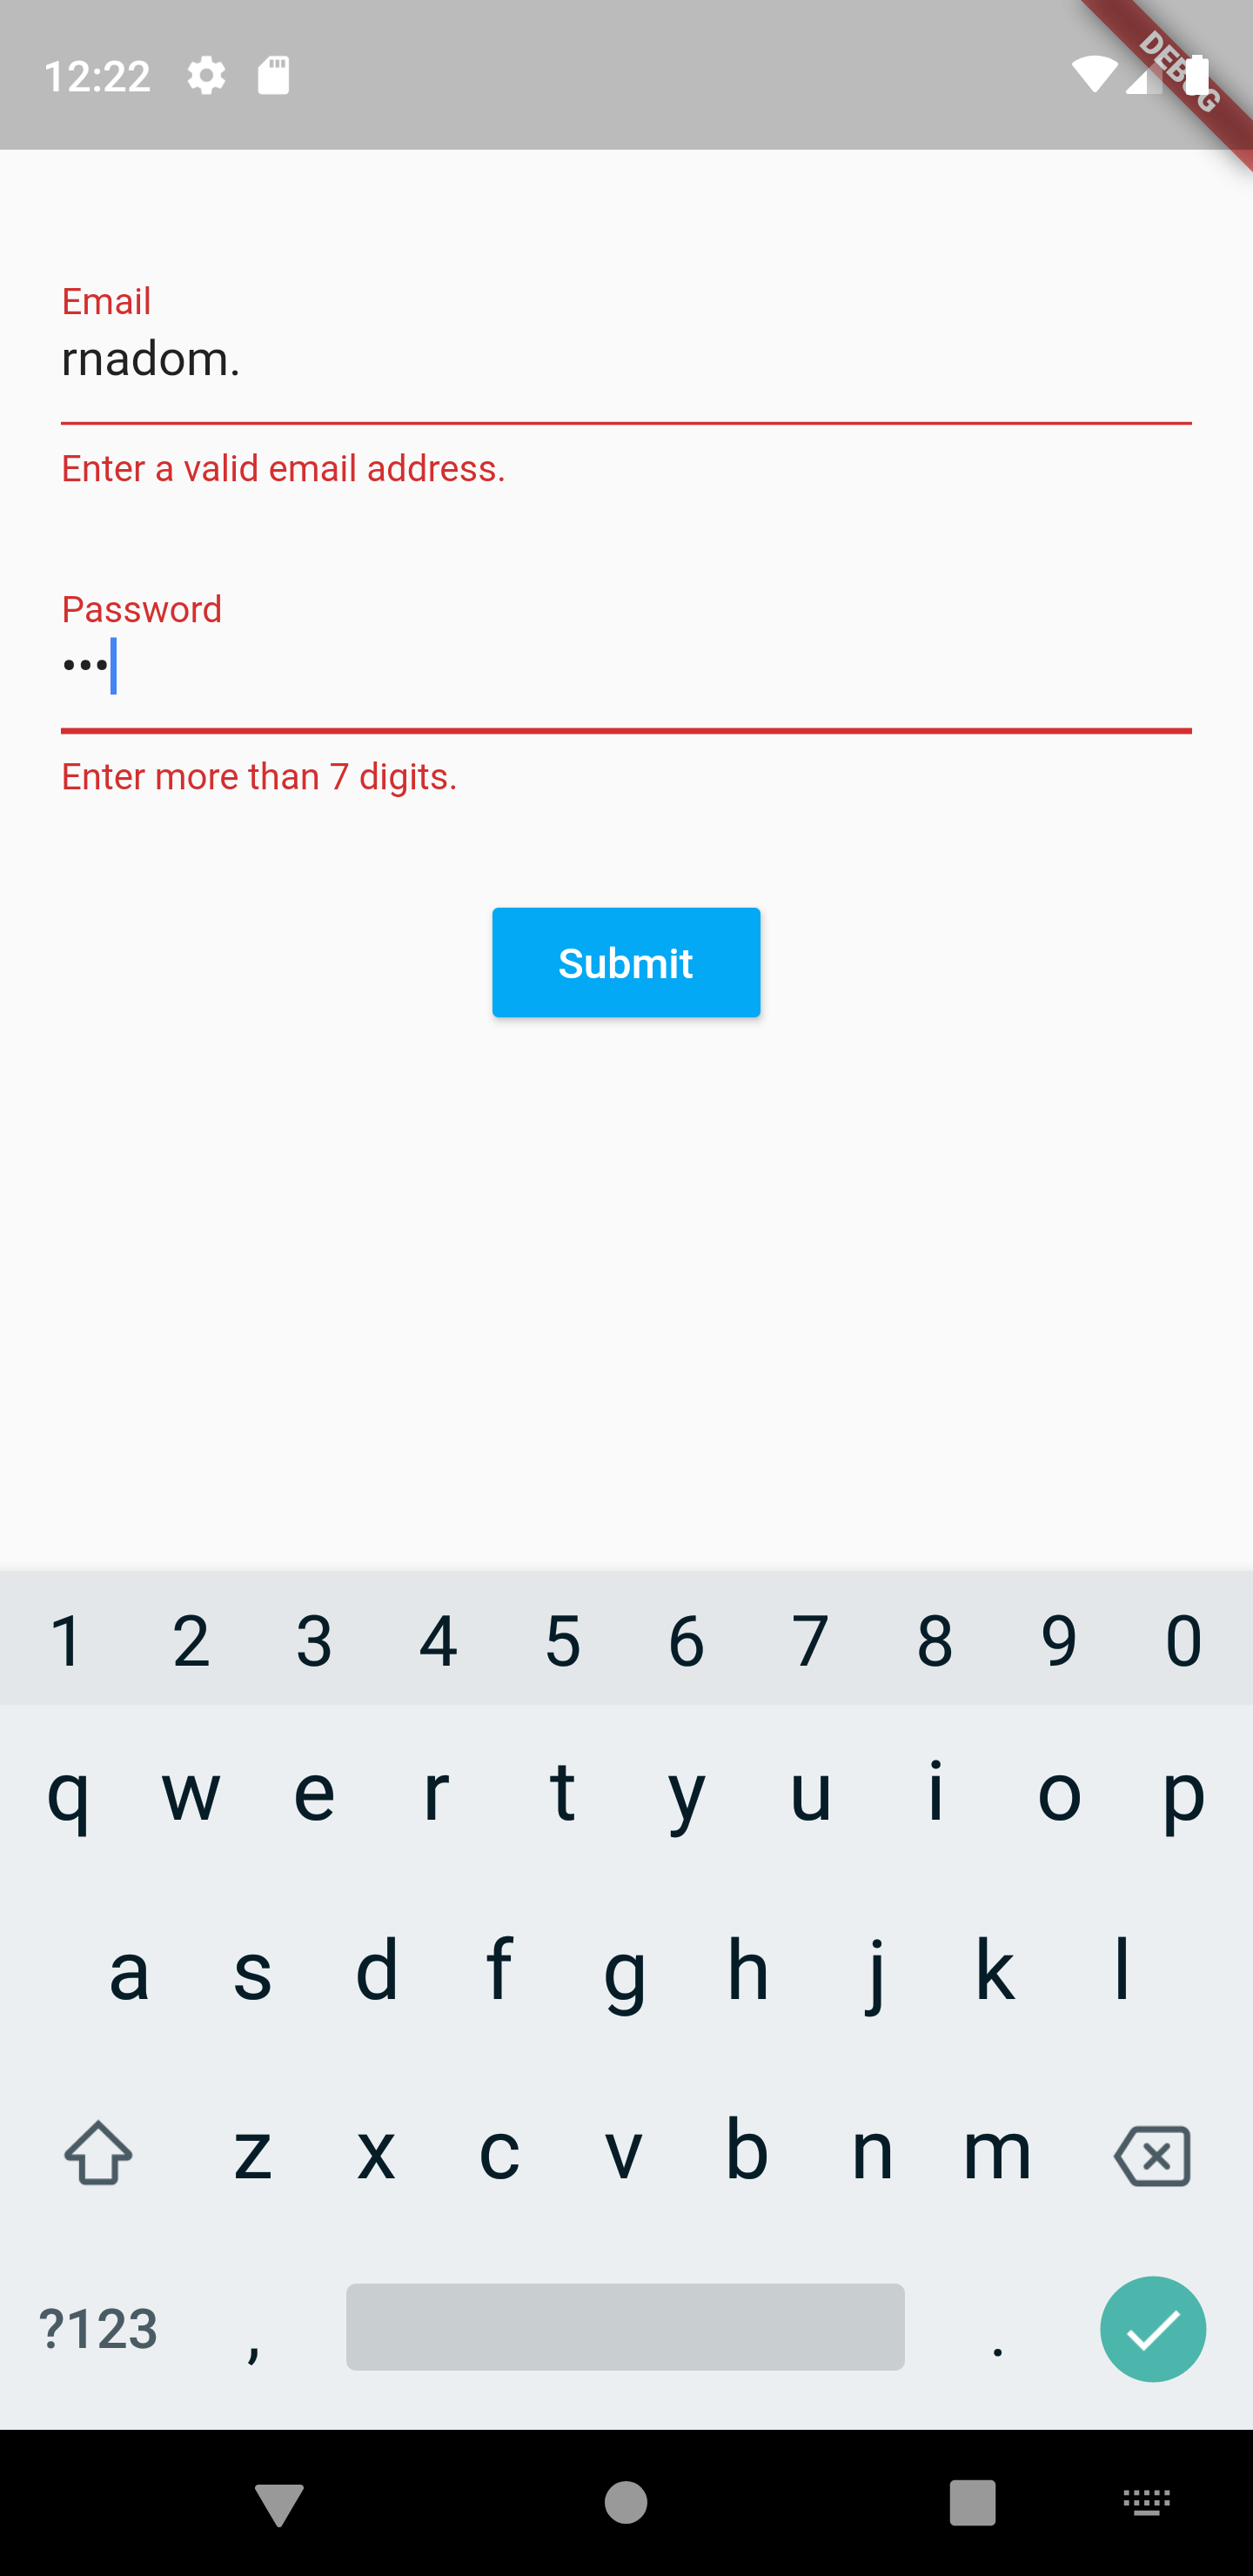 12:22
DEBUG
Email
rnadom.
Enter a valid email address.
Password
•••
Enter more than 7 digits.
Submit
1 2 3 4 5 6 7 8 9 0
q w e r t y u i o p
a s d f g h j k l
z x c v b n m
?123 , .